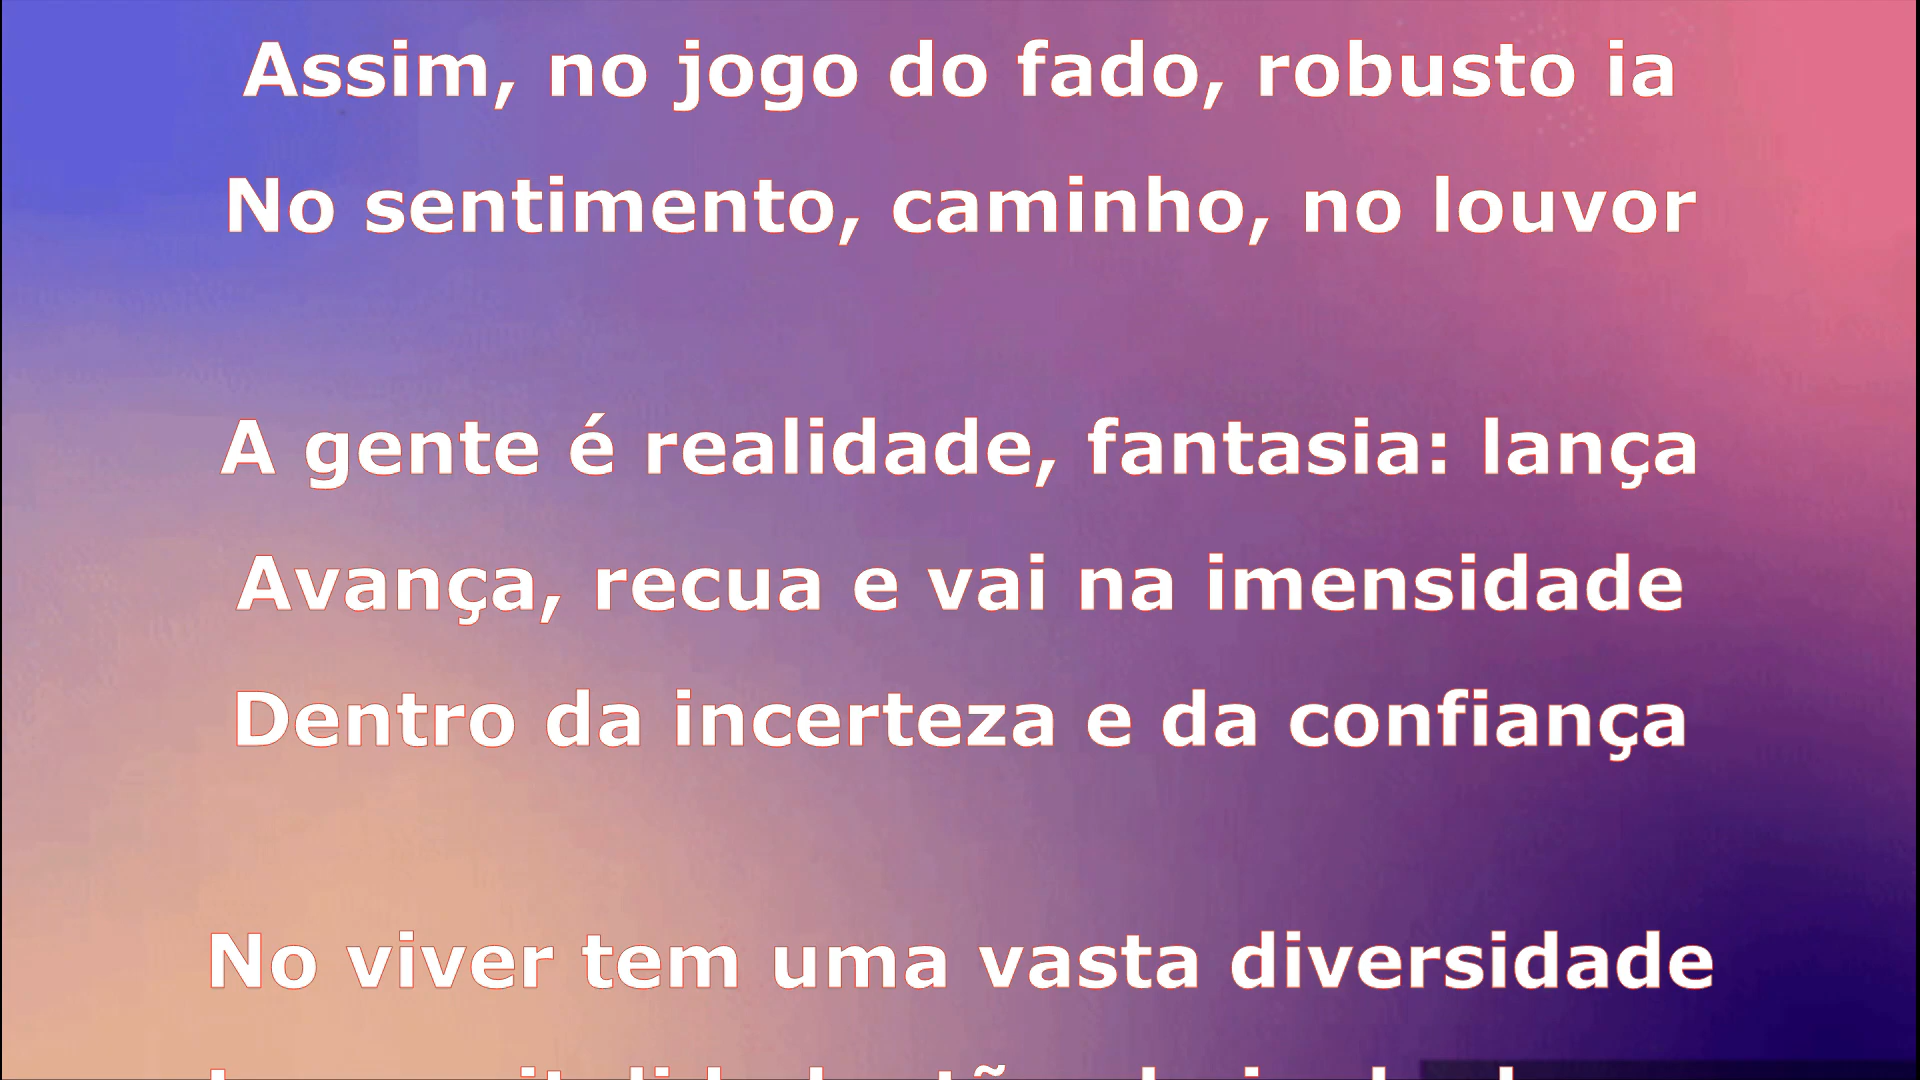 Assim, no jogo do fado, robusto ia
No sentimento, caminho, no louvor
A gente é realidade, fantasia: lança
Avança, recua e vai na imensidade
Dentro da incerteza e da confiança
No viver tem uma vasta diversidade